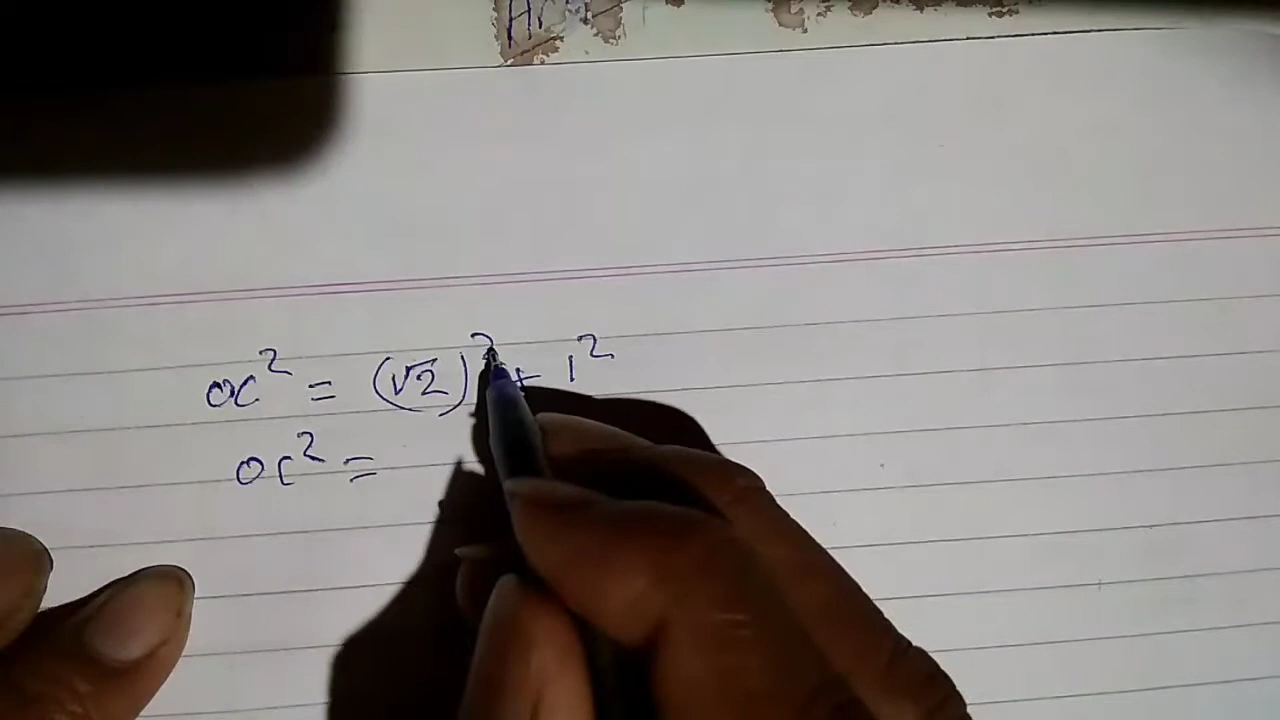 OC² = (√2)² + 1²
OC² =